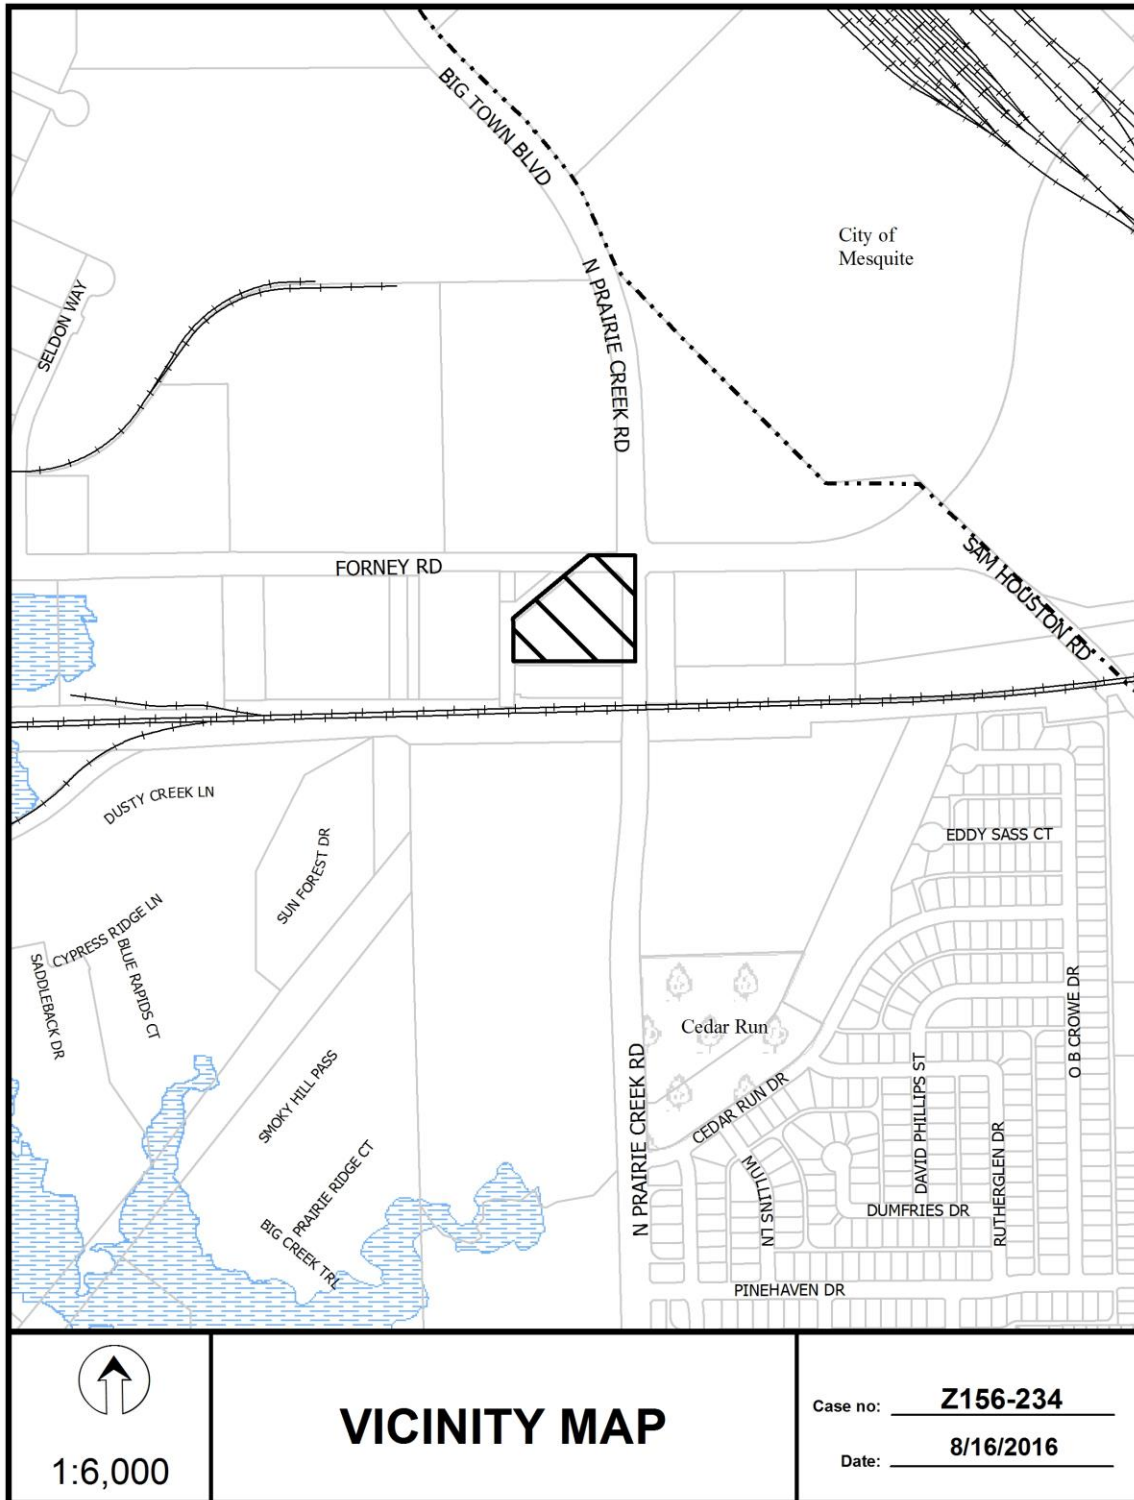 BIG TOWN BLVD
City of
Mesquite
N PRAIRIE CREEK RD
SELDON WAY
FORNEY RD
SAM HOUSTON RD
DUSTY CREEK LN
EDDY SASS CT
SUN FOREST DR
CYPRESS RIDGE LN
BLUE RAPIDS CT
SADDLEBACK DR
O B CROWE DR
Cedar Run
SMOKY HILL PASS
N PRAIRIE CREEK RD
CEDAR RUN DR
DAVID PHILLIPS ST
RUTHERGLEN DR
PRAIRIE RIDGE CT
MULLINS LN
DUMFRIES DR
BIG CREEK TRL
PINEHAVEN DR
1:6,000
VICINITY MAP
Case no: Z156-234
Date: 8/16/2016